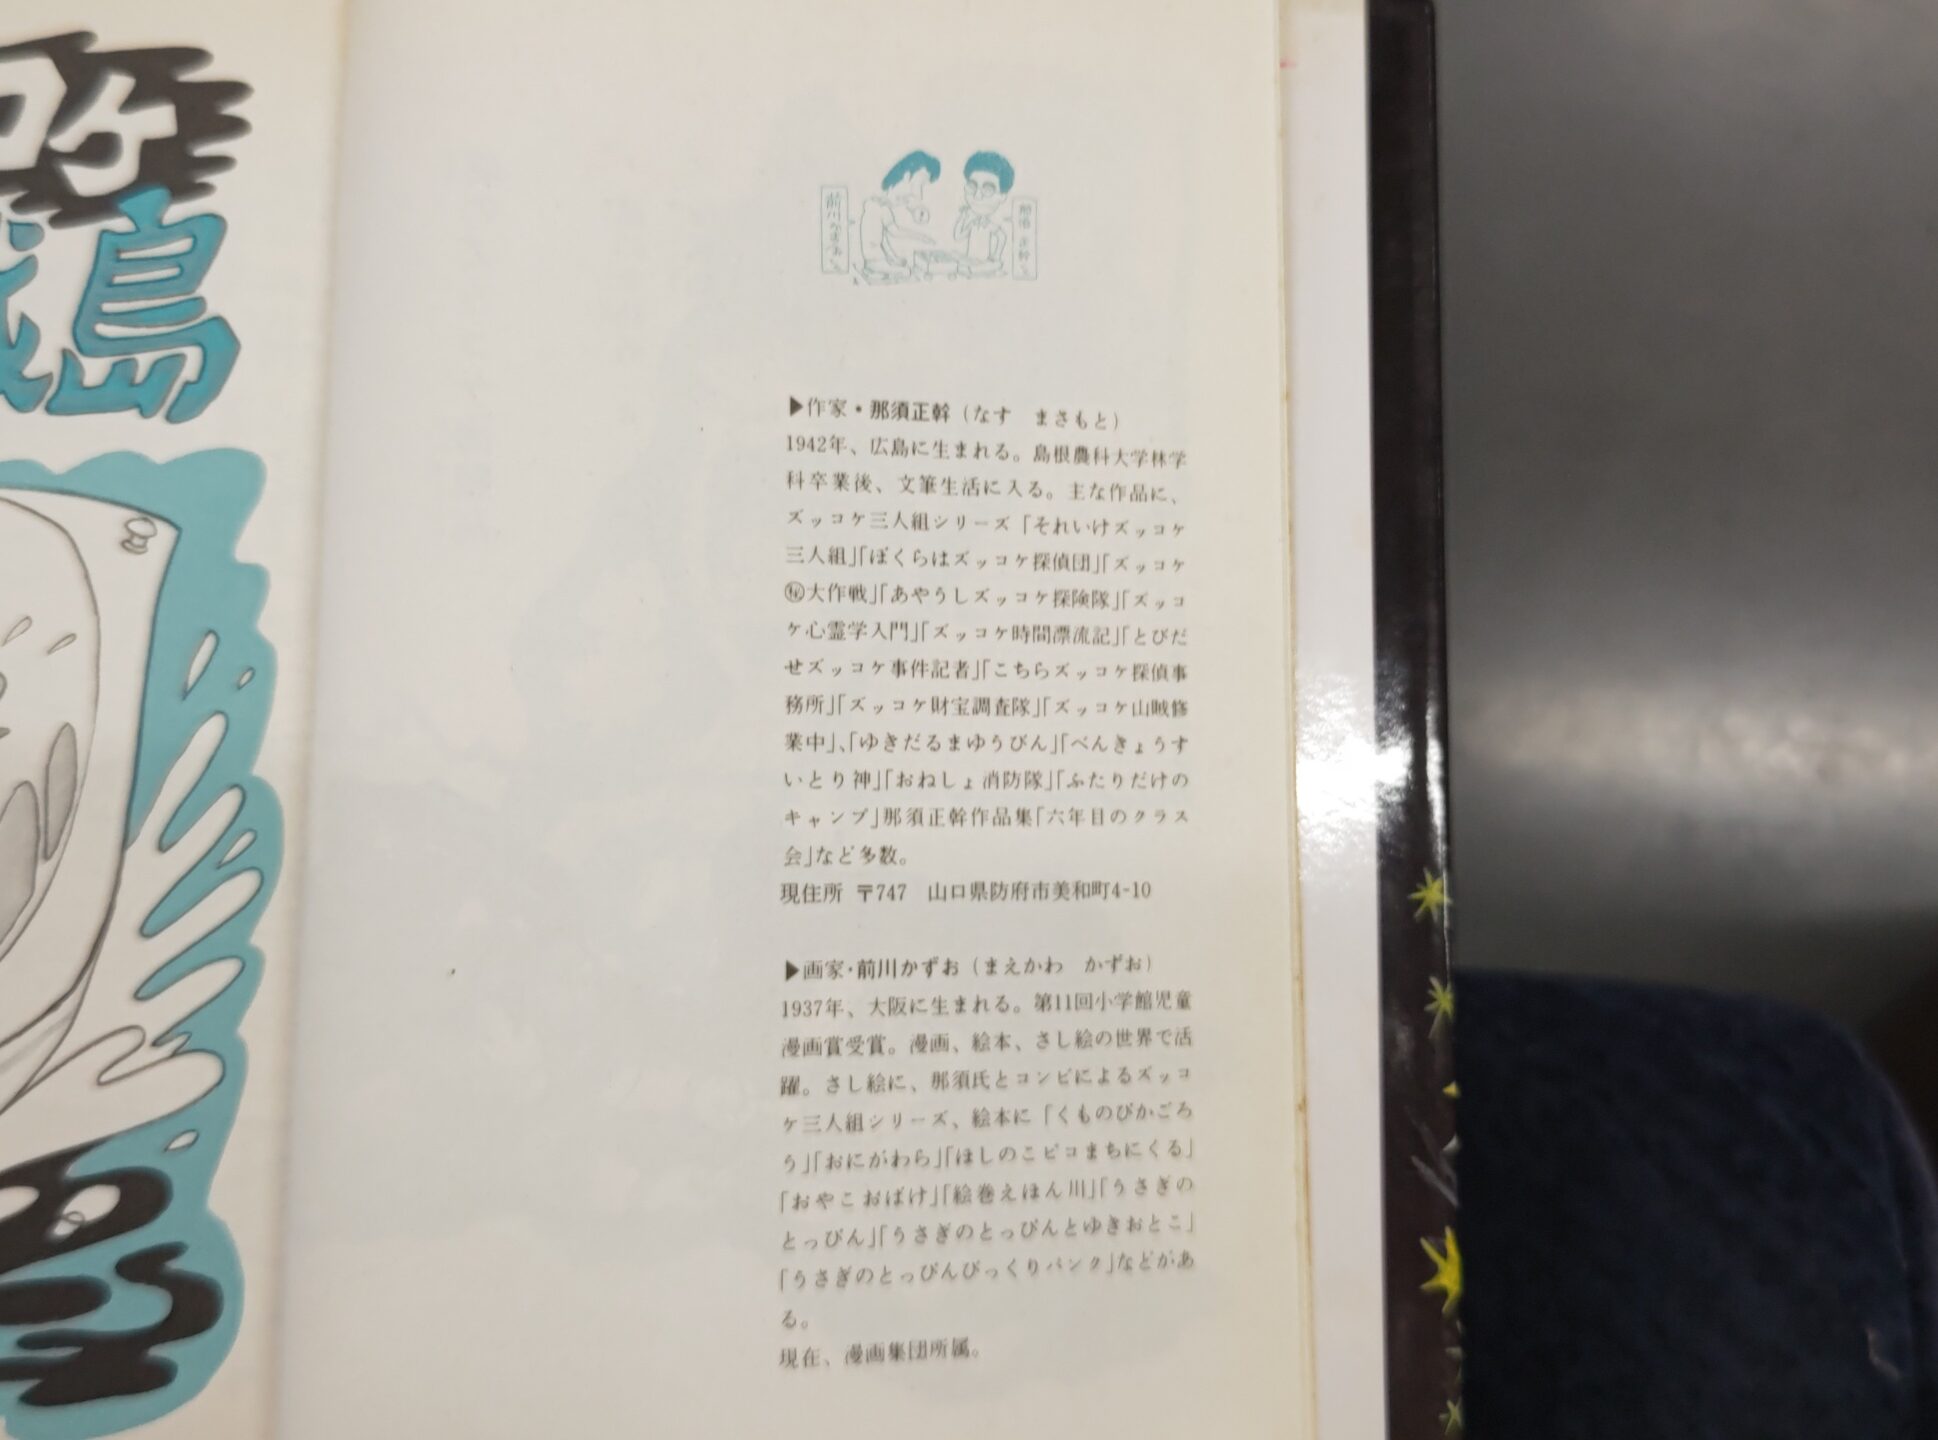 ケ
島
前川かずお
▶作家・那須正幹（なす　まさもと）
1942年、広島に生まれる。島根農科大学林学
科卒業後、文筆生活に入る。主な作品に、
ズッコケ三人組シリーズ「それいけズッコケ
三人組」「ぼくらはズッコケ探偵団」「ズッコケ
㊙大作戦」「あやうしズッコケ探険隊」「ズッコ
ケ心霊学入門」「ズッコケ時間漂流記」「とびだ
せズッコケ事件記者」「こちらズッコケ探偵事
務所」「ズッコケ財宝調査隊」「ズッコケ山賊修
業中」、「ゆきだるまゆうびん」「べんきょうす
いとり神」「おねしょ消防隊」「ふたりだけの
キャンプ」那須正幹作品集「六年目のクラス
会」など多数。
現住所 〒747　山口県防府市美和町4-10
▶画家・前川かずお（まえかわ　かずお）
1937年、大阪に生まれる。第11回小学館児童
漫画賞受賞。漫画、絵本、さし絵の世界で活
躍。さし絵に、那須氏とコンビによるズッコ
ケ三人組シリーズ、絵本に「くものぴかごろ
う」「おにがわら」「ほしのこピコまちにくる」
「おやこおばけ」「絵巻えほん川」「うさぎの
とっぴん」「うさぎのとっぴんとゆきおとこ」
「うさぎのとっぴんびっくりパンク」などがあ
る。
現在、漫画集団所属。